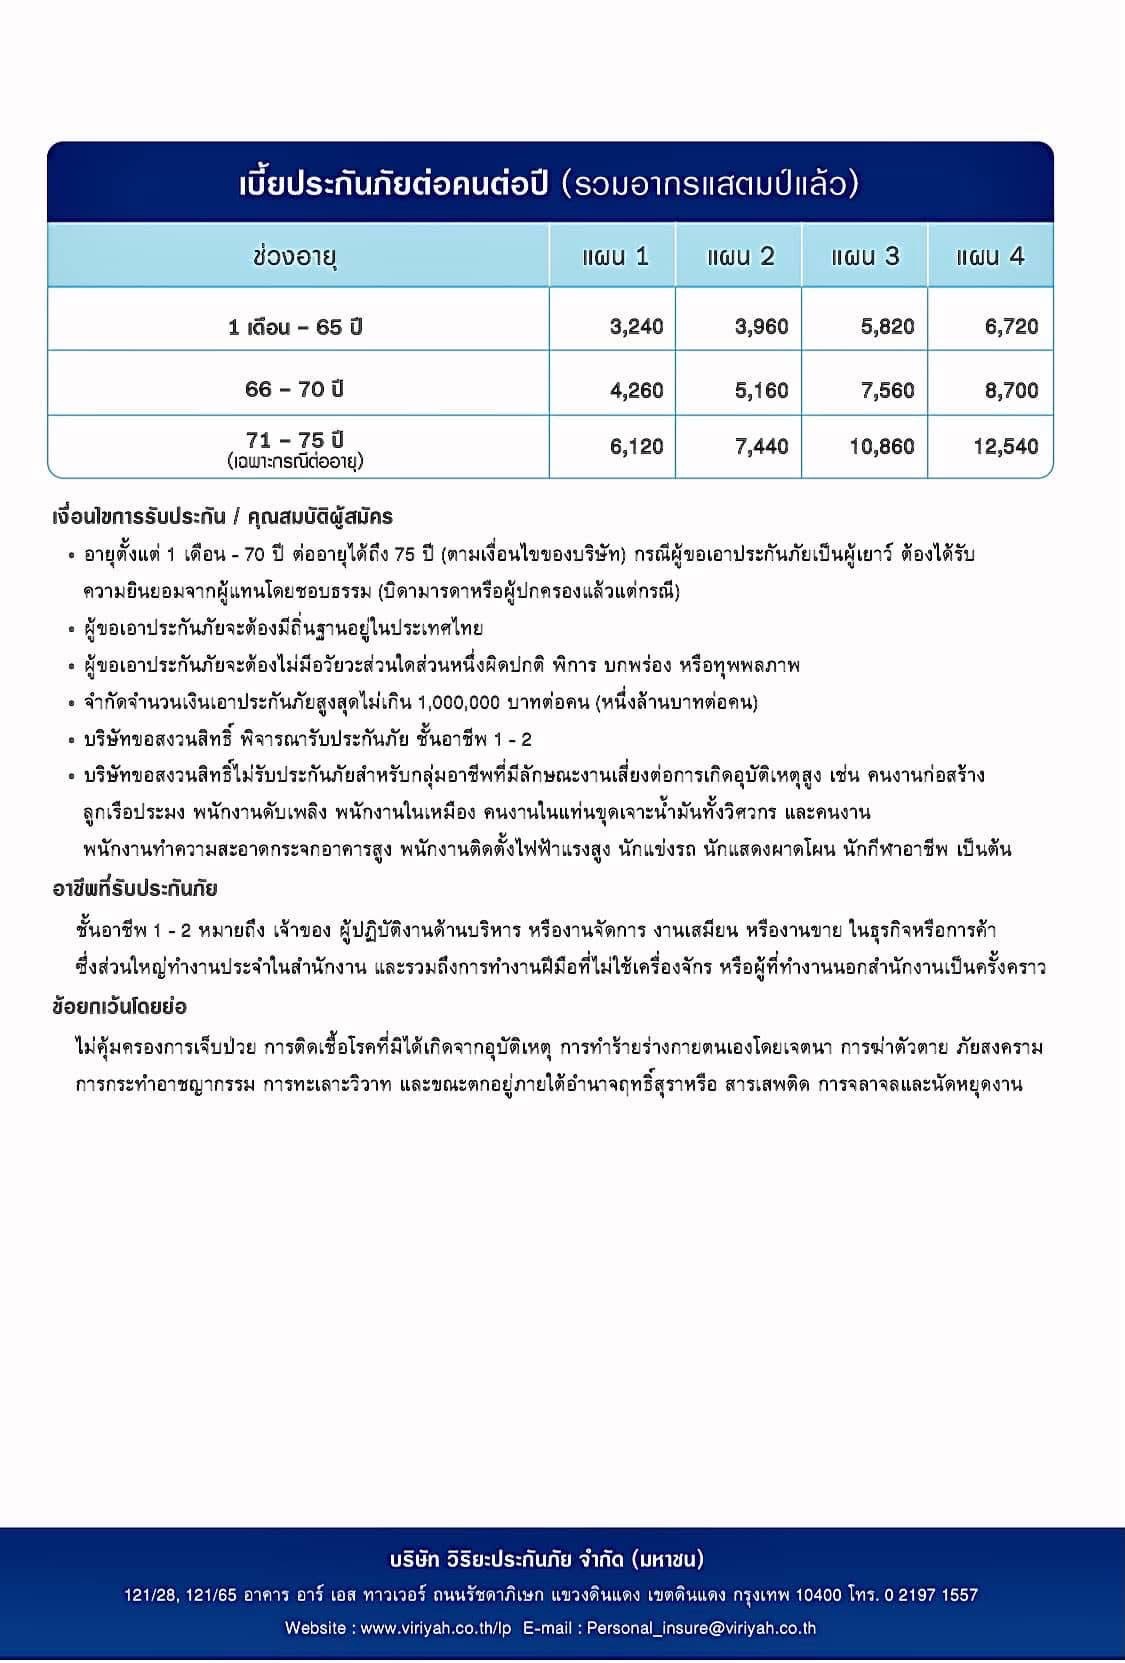 เบี้ยประกันภัยต่อคนต่อปี (รวมอากรแสตมป์แล้ว)
ช่วงอายุ แผน 1 แผน 2 แผน 3 แผน 4
1 เดือน – 65 ปี 3,240 3,960 5,820 6,720
66 – 70 ปี 4,260 5,160 7,560 8,700
71 – 75 ปี 6,120 7,440 10,860 12,540
(เฉพาะกรณีต่ออายุ)
เงื่อนไขการรับประกัน / คุณสมบัติผู้สมัคร
• อายุตั้งแต่ 1 เดือน - 70 ปี ต่ออายุได้ถึง 75 ปี (ตามเงื่อนไขของบริษัท) กรณีผู้ขอเอาประกันภัยเป็นผู้เยาว์ ต้องได้รับ
ความยินยอมจากผู้แทนโดยชอบธรรม (บิดามารดาหรือผู้ปกครองแล้วแต่กรณี)
• ผู้ขอเอาประกันภัยจะต้องมีถิ่นฐานอยู่ในประเทศไทย
• ผู้ขอเอาประกันภัยจะต้องไม่มีอวัยวะส่วนใดส่วนหนึ่งผิดปกติ พิการ บกพร่อง หรือทุพพลภาพ
• จำกัดจำนวนเงินเอาประกันภัยสูงสุดไม่เกิน 1,000,000 บาทต่อคน (หนึ่งล้านบาทต่อคน)
• บริษัทขอสงวนสิทธิ์ พิจารณารับประกันภัย ชั้นอาชีพ 1 - 2
• บริษัทขอสงวนสิทธิ์ไม่รับประกันภัยสำหรับกลุ่มอาชีพที่มีลักษณะงานเสี่ยงต่อการเกิดอุบัติเหตุสูง เช่น คนงานก่อสร้าง
ลูกเรือประมง พนักงานดับเพลิง พนักงานในเหมือง คนงานในแท่นขุดเจาะน้ำมันทั้งวิศวกร และคนงาน
พนักงานทำความสะอาดกระจกอาคารสูง พนักงานติดตั้งไฟฟ้าแรงสูง นักแข่งรถ นักแสดงผาดโผน นักกีฬาอาชีพ เป็นต้น
อาชีพที่รับประกันภัย
ชั้นอาชีพ 1 - 2 หมายถึง เจ้าของ ผู้ปฏิบัติงานด้านบริหาร หรืองานจัดการ งานเสมียน หรืองานขาย ในธุรกิจหรือการค้า
ซึ่งส่วนใหญ่ทำงานประจำในสำนักงาน และรวมถึงการทำงานฝีมือที่ไม่ใช้เครื่องจักร หรือผู้ที่ทำงานนอกสำนักงานเป็นครั้งคราว
ข้อยกเว้นโดยย่อ
ไม่คุ้มครองการเจ็บป่วย การติดเชื้อโรคที่มิได้เกิดจากอุบัติเหตุ การทำร้ายร่างกายตนเองโดยเจตนา การฆ่าตัวตาย ภัยสงคราม
การกระทำอาชญากรรม การทะเลาะวิวาท และขณะตกอยู่ภายใต้อำนาจฤทธิ์สุราหรือ สารเสพติด การจลาจลและนัดหยุดงาน
บริษัท วิริยะประกันภัย จำกัด (มหาชน)
121/28, 121/65 อาคาร อาร์ เอส ทาวเวอร์ ถนนรัชดาภิเษก แขวงดินแดง เขตดินแดง กรุงเทพ 10400 โทร. 0 2197 1557
Website : www.viriyah.co.th/lp E-mail : Personal_insure@viriyah.co.th